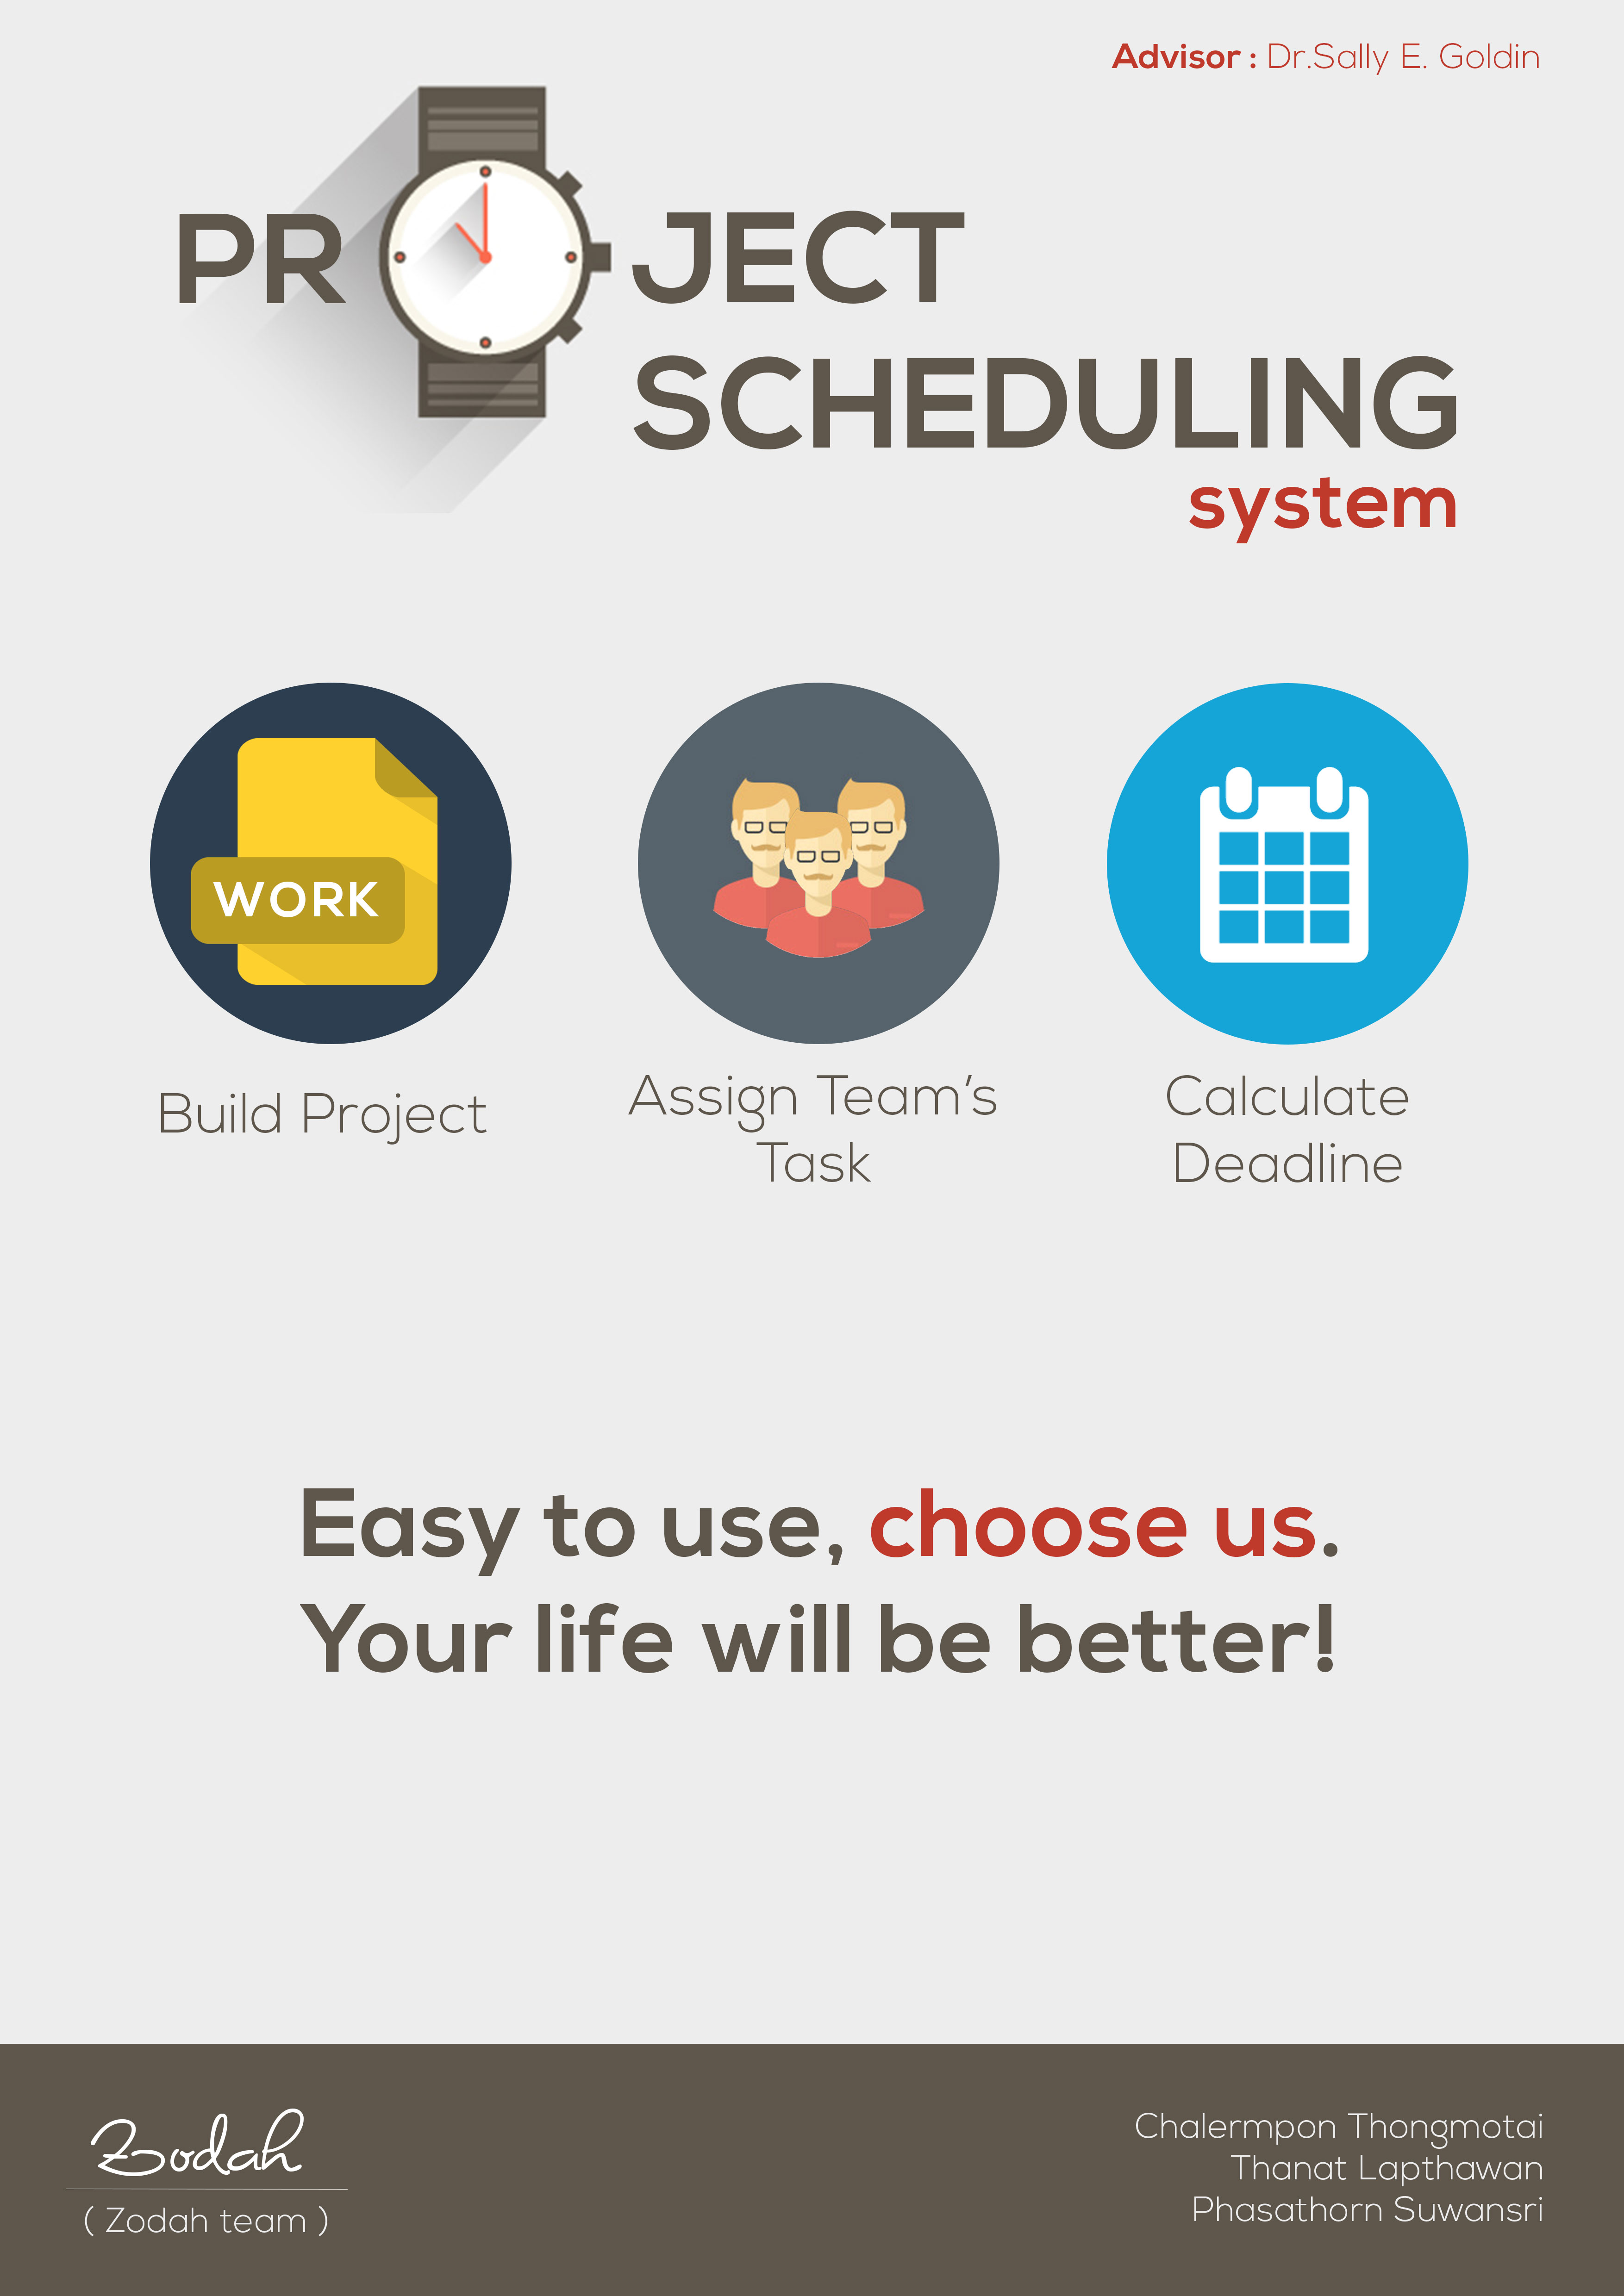 Advisor : Dr.Sally E. Goldin
PR JECT
SCHEDULING
system
WORK
Build Project
Assign Team's
Task
Calculate
Deadline
Easy to use, choose us.
Your life will be better!
Zodah
( Zodah team )
Chalermpon Thongmotai
Thanat Lapthawan
Phasathorn Suwansri